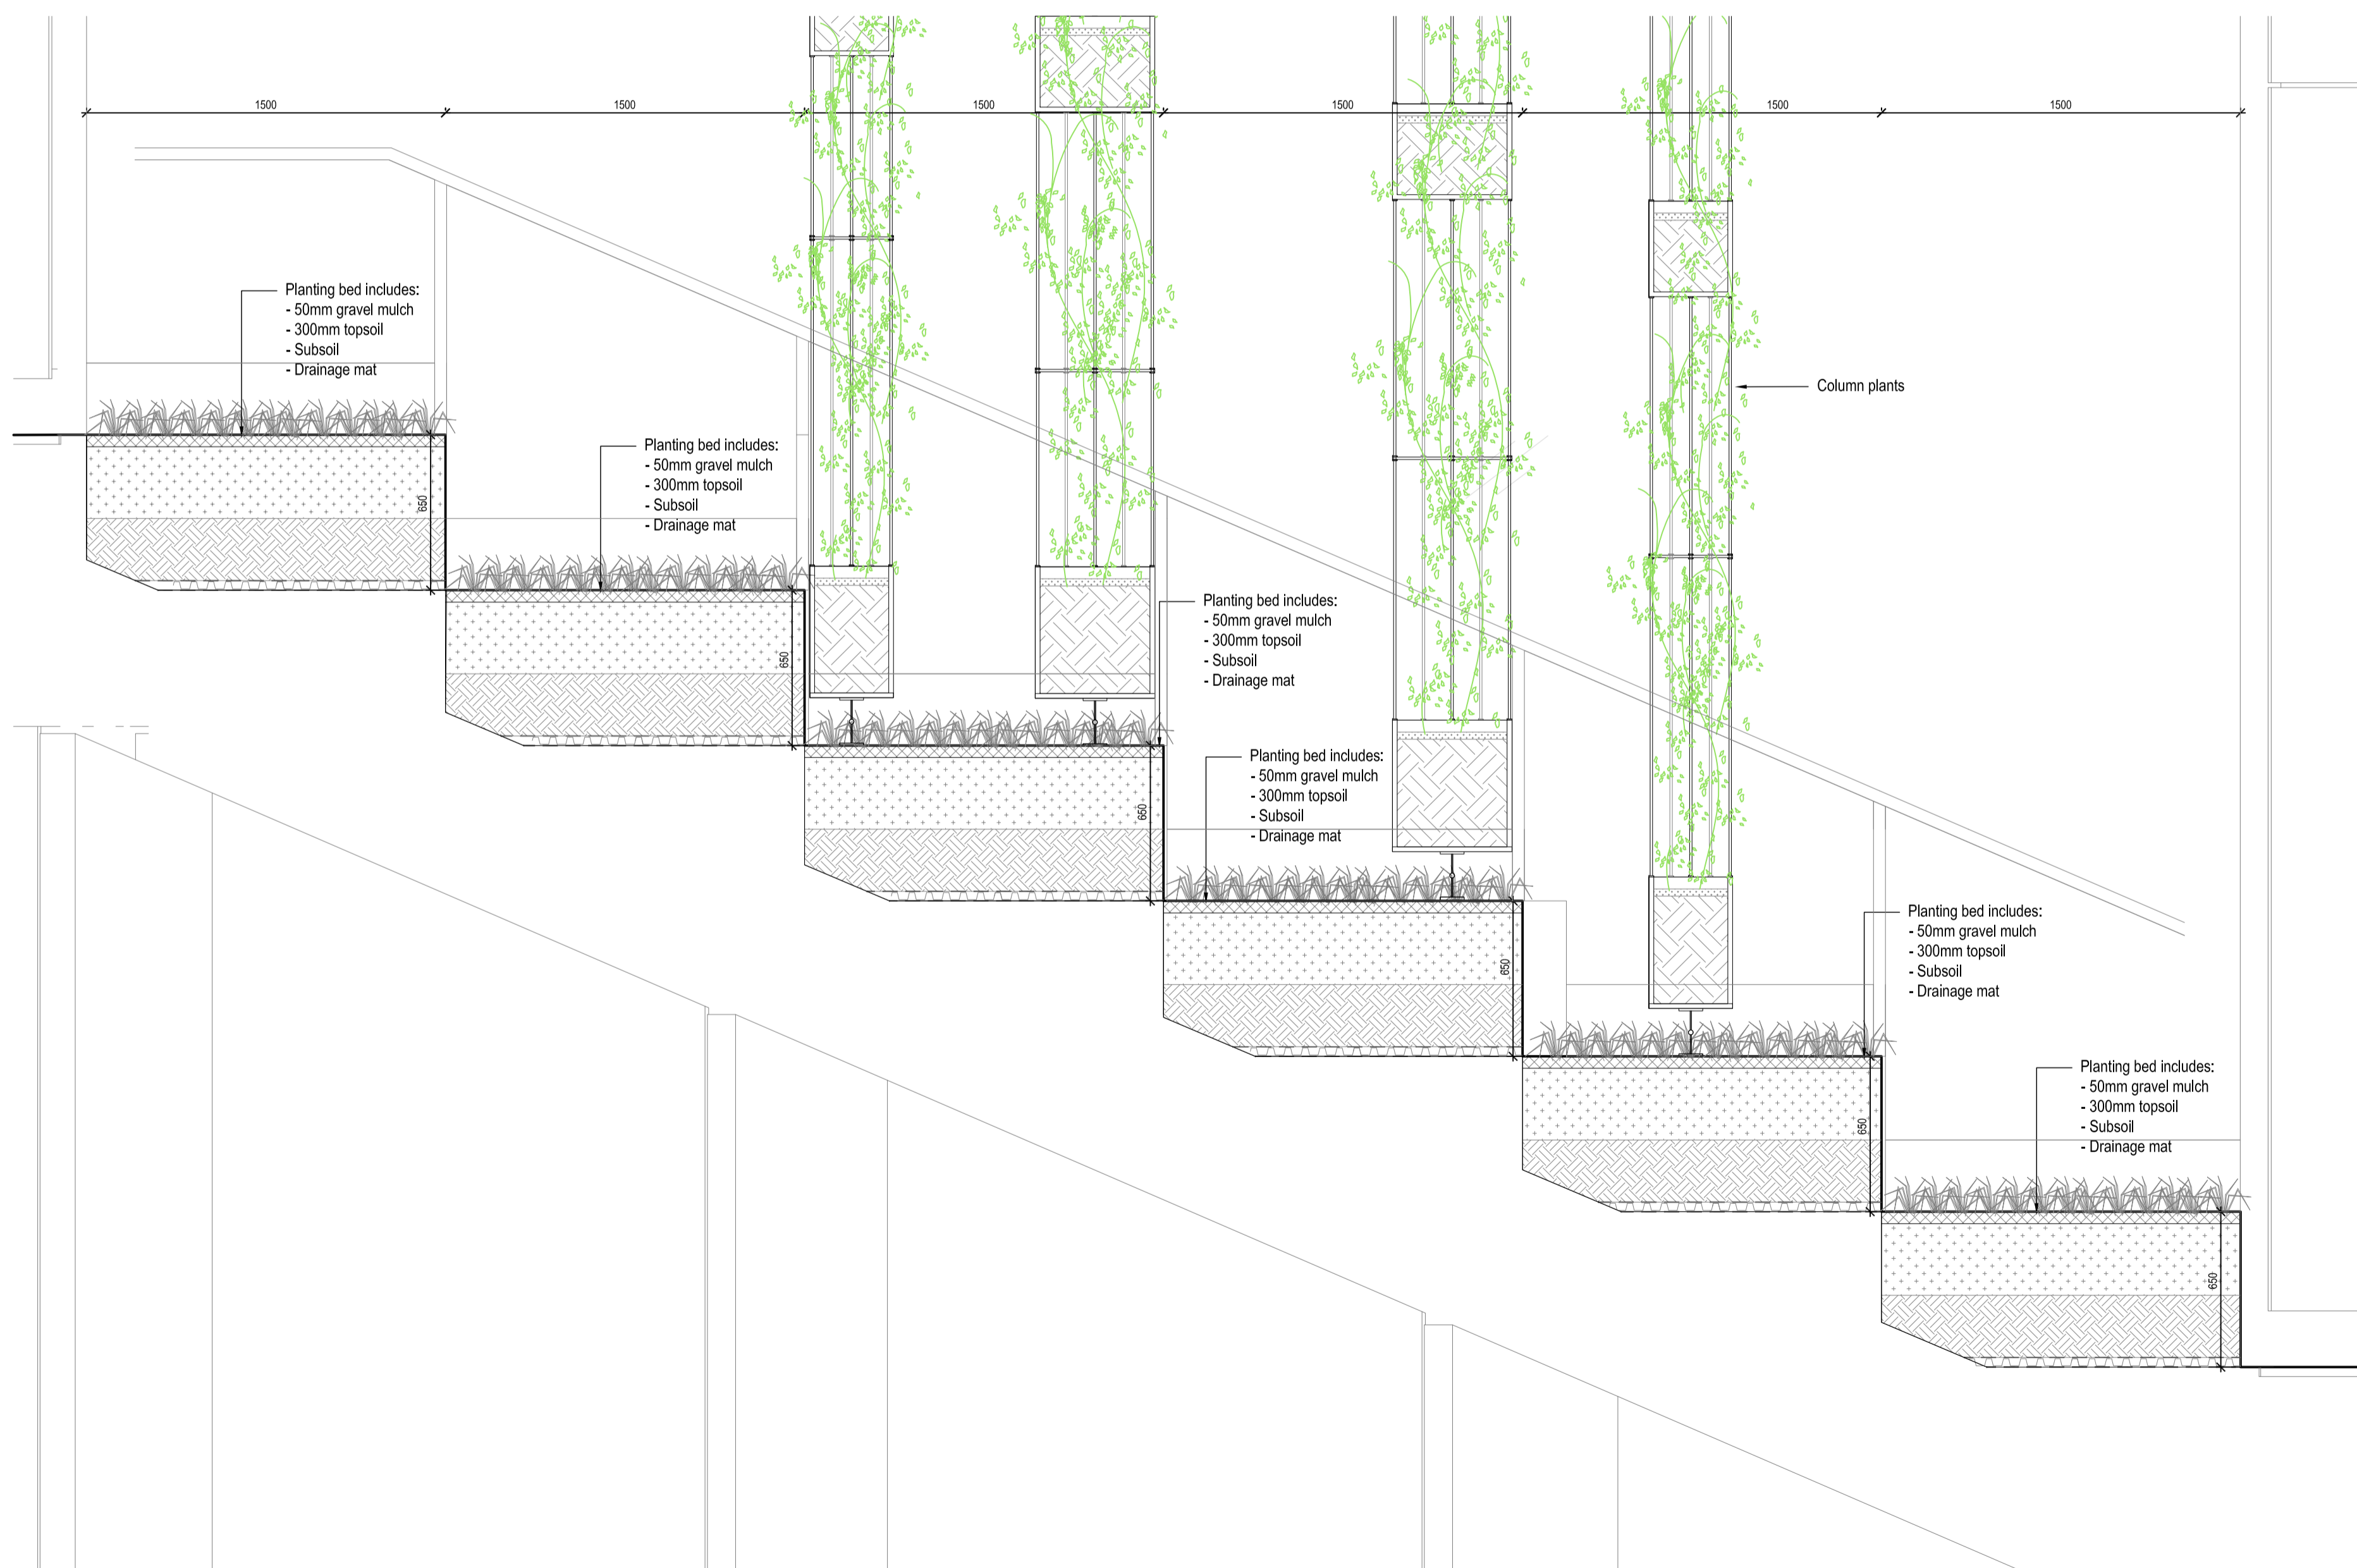 1500
1500
1500
1500
1500
1500
Planting bed includes:
- 50mm gravel mulch
- 300mm topsoil
- Subsoil
- Drainage mat
650
Planting bed includes:
- 50mm gravel mulch
- 300mm topsoil
- Subsoil
- Drainage mat
650
Column plants
Planting bed includes:
- 50mm gravel mulch
- 300mm topsoil
- Subsoil
- Drainage mat
650
Planting bed includes:
- 50mm gravel mulch
- 300mm topsoil
- Subsoil
- Drainage mat
650
Planting bed includes:
- 50mm gravel mulch
- 300mm topsoil
- Subsoil
- Drainage mat
650
Planting bed includes:
- 50mm gravel mulch
- 300mm topsoil
- Subsoil
- Drainage mat
650